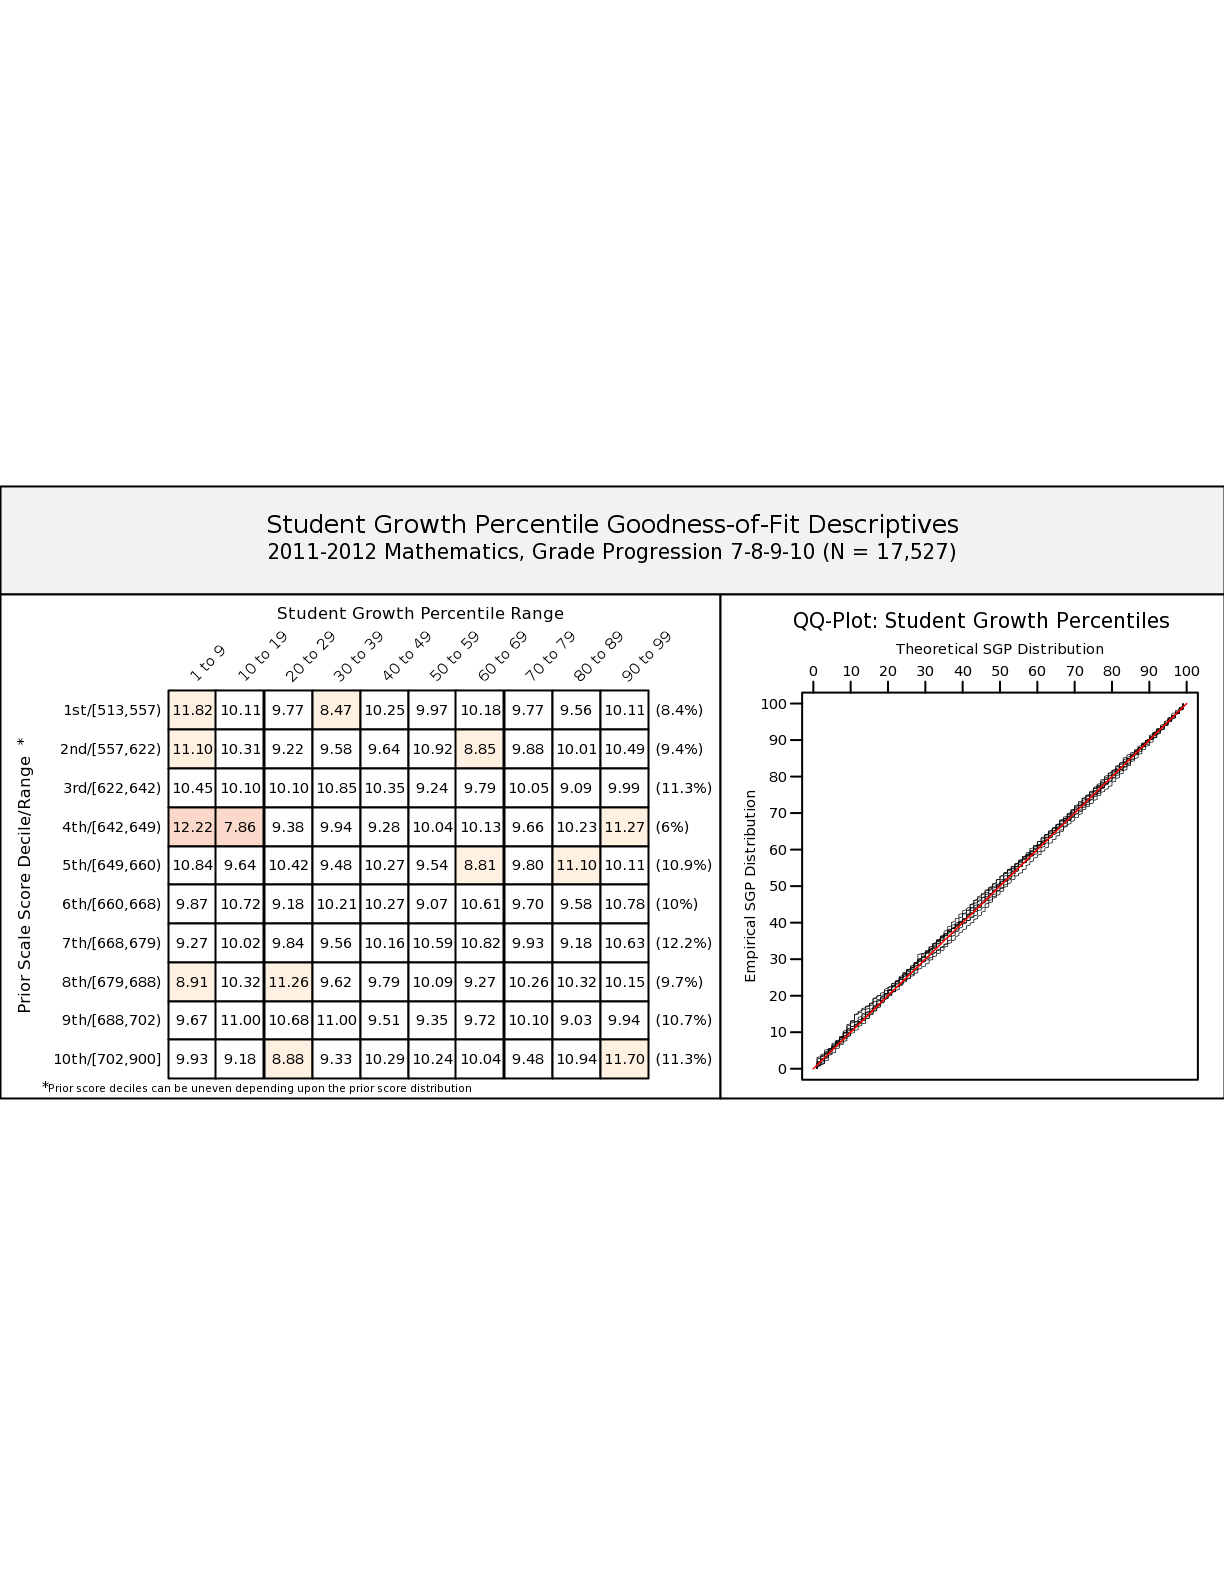 Student Growth Percentile Goodness-of-Fit Descriptives
2011-2012 Mathematics, Grade Progression 7-8-9-10 (N = 17,527)
Student Growth Percentile Range
1 to 9 10 to 19 20 to 29 30 to 39 40 to 49 50 to 59 60 to 69 70 to 79 80 to 89 90 to 99
Prior Scale Score Decile/Range *
1st/[513,557) 11.82 10.11 9.77 8.47 10.25 9.97 10.18 9.77 9.56 10.11 (8.4%)
2nd/[557,622) 11.10 10.31 9.22 9.58 9.64 10.92 8.85 9.88 10.01 10.49 (9.4%)
3rd/[622,642) 10.45 10.10 10.10 10.85 10.35 9.24 9.79 10.05 9.09 9.99 (11.3%)
4th/[642,649) 12.22 7.86 9.38 9.94 9.28 10.04 10.13 9.66 10.23 11.27 (6%)
5th/[649,660) 10.84 9.64 10.42 9.48 10.27 9.54 8.81 9.80 11.10 10.11 (10.9%)
6th/[660,668) 9.87 10.72 9.18 10.21 10.27 9.07 10.61 9.70 9.58 10.78 (10%)
7th/[668,679) 9.27 10.02 9.84 9.56 10.16 10.59 10.82 9.93 9.18 10.63 (12.2%)
8th/[679,688) 8.91 10.32 11.26 9.62 9.79 10.09 9.27 10.26 10.32 10.15 (9.7%)
9th/[688,702) 9.67 11.00 10.68 11.00 9.51 9.35 9.72 10.10 9.03 9.94 (10.7%)
10th/[702,900] 9.93 9.18 8.88 9.33 10.29 10.24 10.04 9.48 10.94 11.70 (11.3%)
*Prior score deciles can be uneven depending upon the prior score distribution
QQ-Plot: Student Growth Percentiles
Theoretical SGP Distribution
0 10 20 30 40 50 60 70 80 90 100
Empirical SGP Distribution
100
90
80
70
60
50
40
30
20
10
0